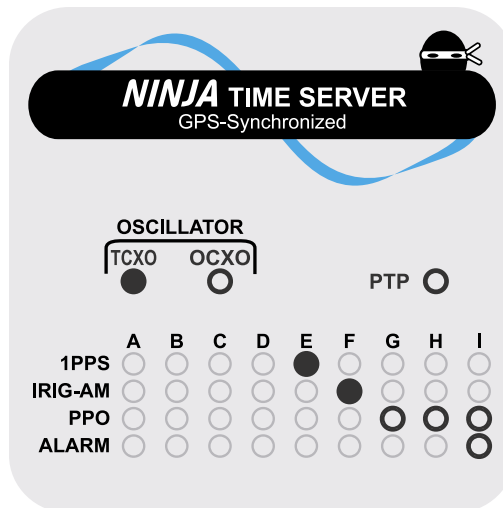 NINJA TIME SERVER
GPS-Synchronized
OSCILLATOR
TCXO OCXO
PTP
A B C D E F G H I
1PPS
IRIG-AM
PPO
ALARM